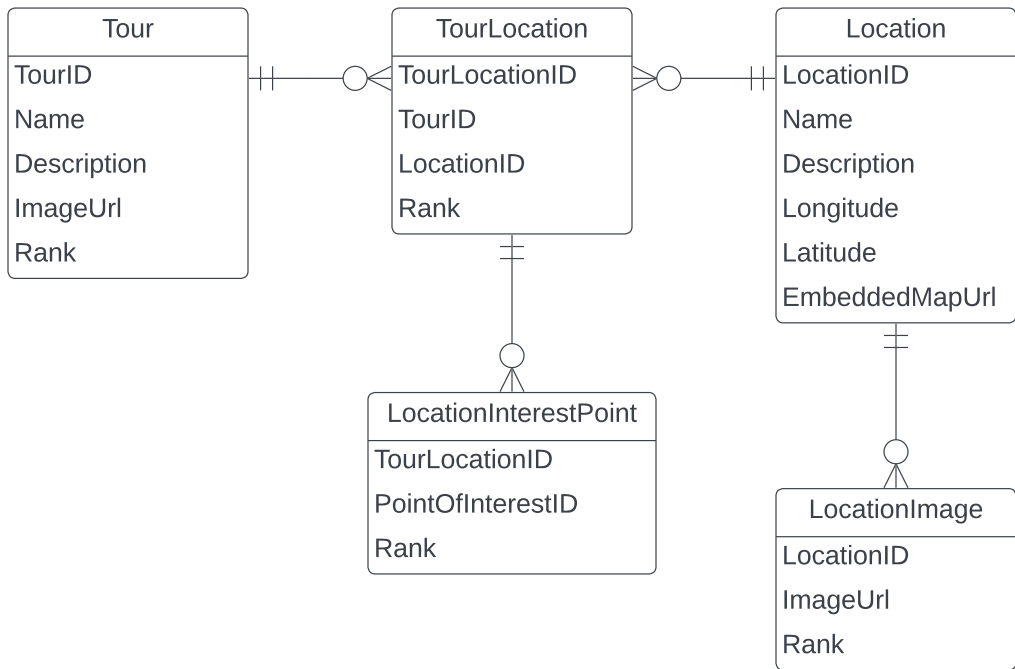 Tour
TourID
Name
Description
ImageUrl
Rank
TourLocation
TourLocationID
TourID
LocationID
Rank
Location
LocationID
Name
Description
Longitude
Latitude
EmbeddedMapUrl
LocationInterestPoint
TourLocationID
PointOfInterestID
Rank
LocationImage
LocationID
ImageUrl
Rank